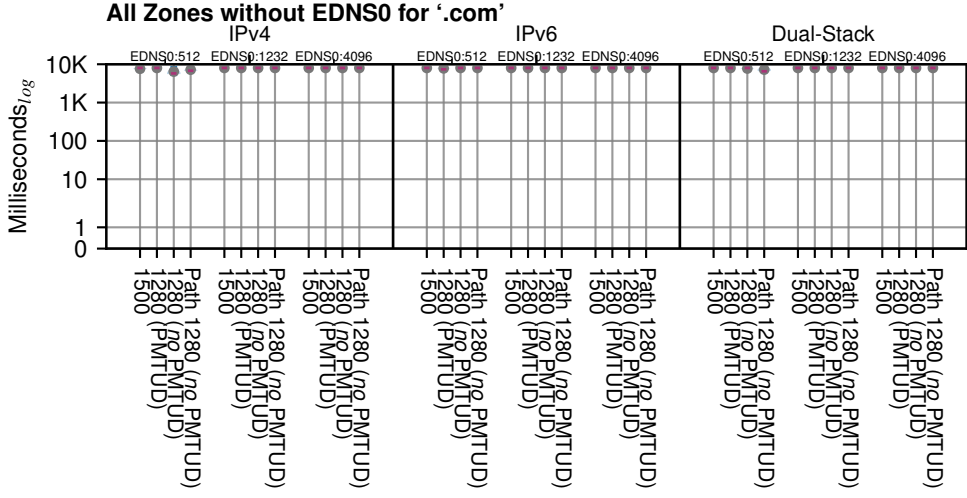 All Zones without EDNS0 for ‘.com’
IPv4 IPv6 Dual-Stack
EDNS0:512 EDNS0:1232 EDNS0:4096 EDNS0:512 EDNS0:1232 EDNS0:4096 EDNS0:512 EDNS0:1232 EDNS0:4096
Milliseconds log
10K
1K
100
10
1
0
1500
1280 (PMTUD)
1280 (no PMTUD)
Path 1280 (no PMTUD)
1500
1280 (PMTUD)
1280 (no PMTUD)
Path 1280 (no PMTUD)
1500
1280 (PMTUD)
1280 (no PMTUD)
Path 1280 (no PMTUD)
1500
1280 (PMTUD)
1280 (no PMTUD)
Path 1280 (no PMTUD)
1500
1280 (PMTUD)
1280 (no PMTUD)
Path 1280 (no PMTUD)
1500
1280 (PMTUD)
1280 (no PMTUD)
Path 1280 (no PMTUD)
1500
1280 (PMTUD)
1280 (no PMTUD)
Path 1280 (no PMTUD)
1500
1280 (PMTUD)
1280 (no PMTUD)
Path 1280 (no PMTUD)
1500
1280 (PMTUD)
1280 (no PMTUD)
Path 1280 (no PMTUD)